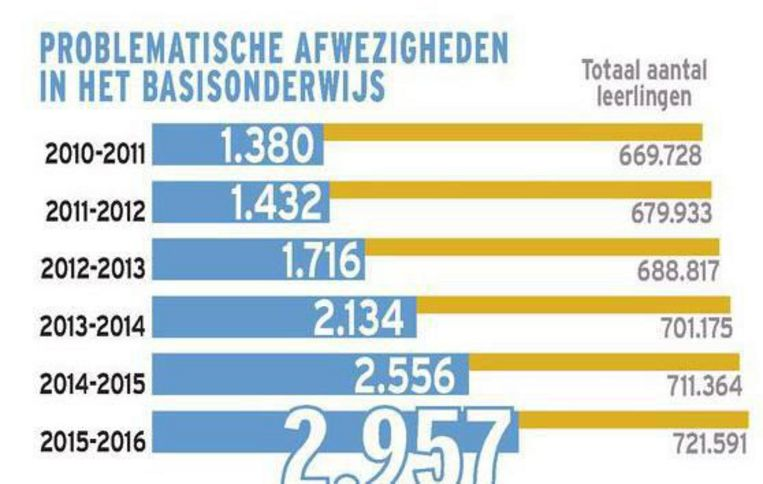 PROBLEMATISCHE AFWEZIGHEDEN
IN HET BASISONDERWIJS
Totaal aantal
leerlingen
2010-2011 1.380 669.728
2011-2012 1.432 679.933
2012-2013 1.716 688.817
2013-2014 2.134 701.175
2014-2015 2.556 711.364
2015-2016 2.957 721.591